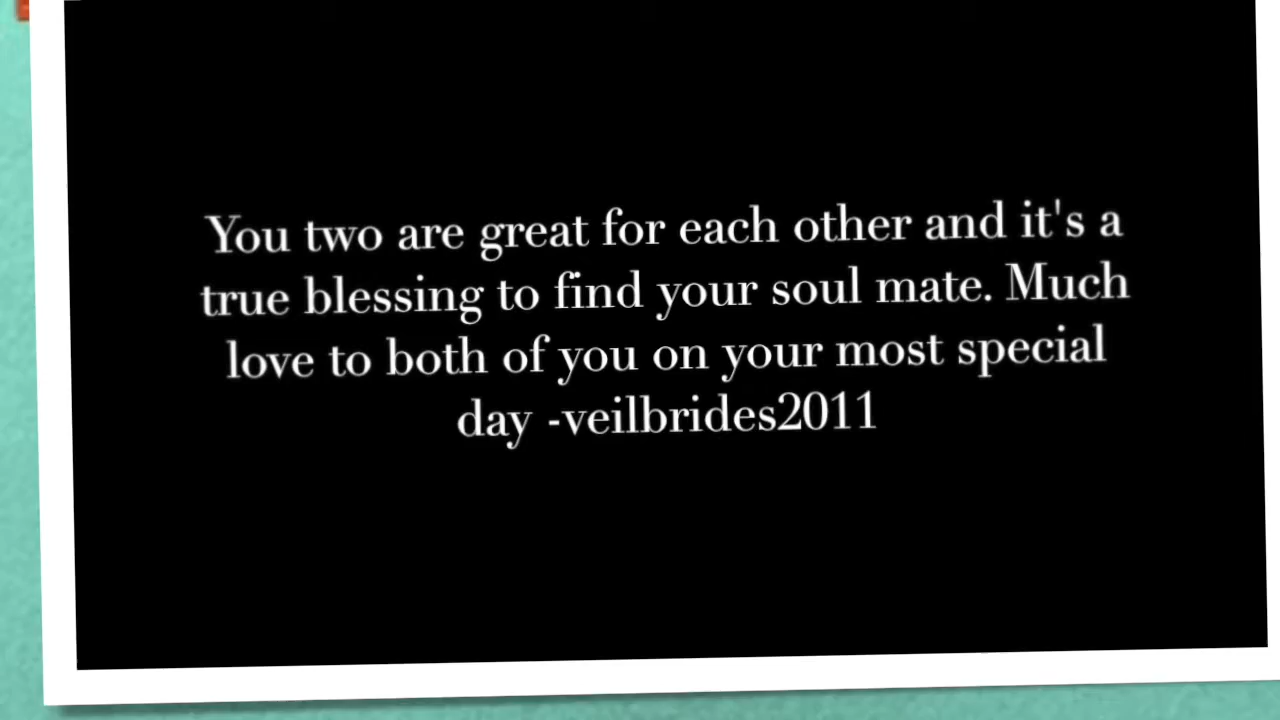 You two are great for each other and it's a
true blessing to find your soul mate. Much
love to both of you on your most special
day -veilbrides2011